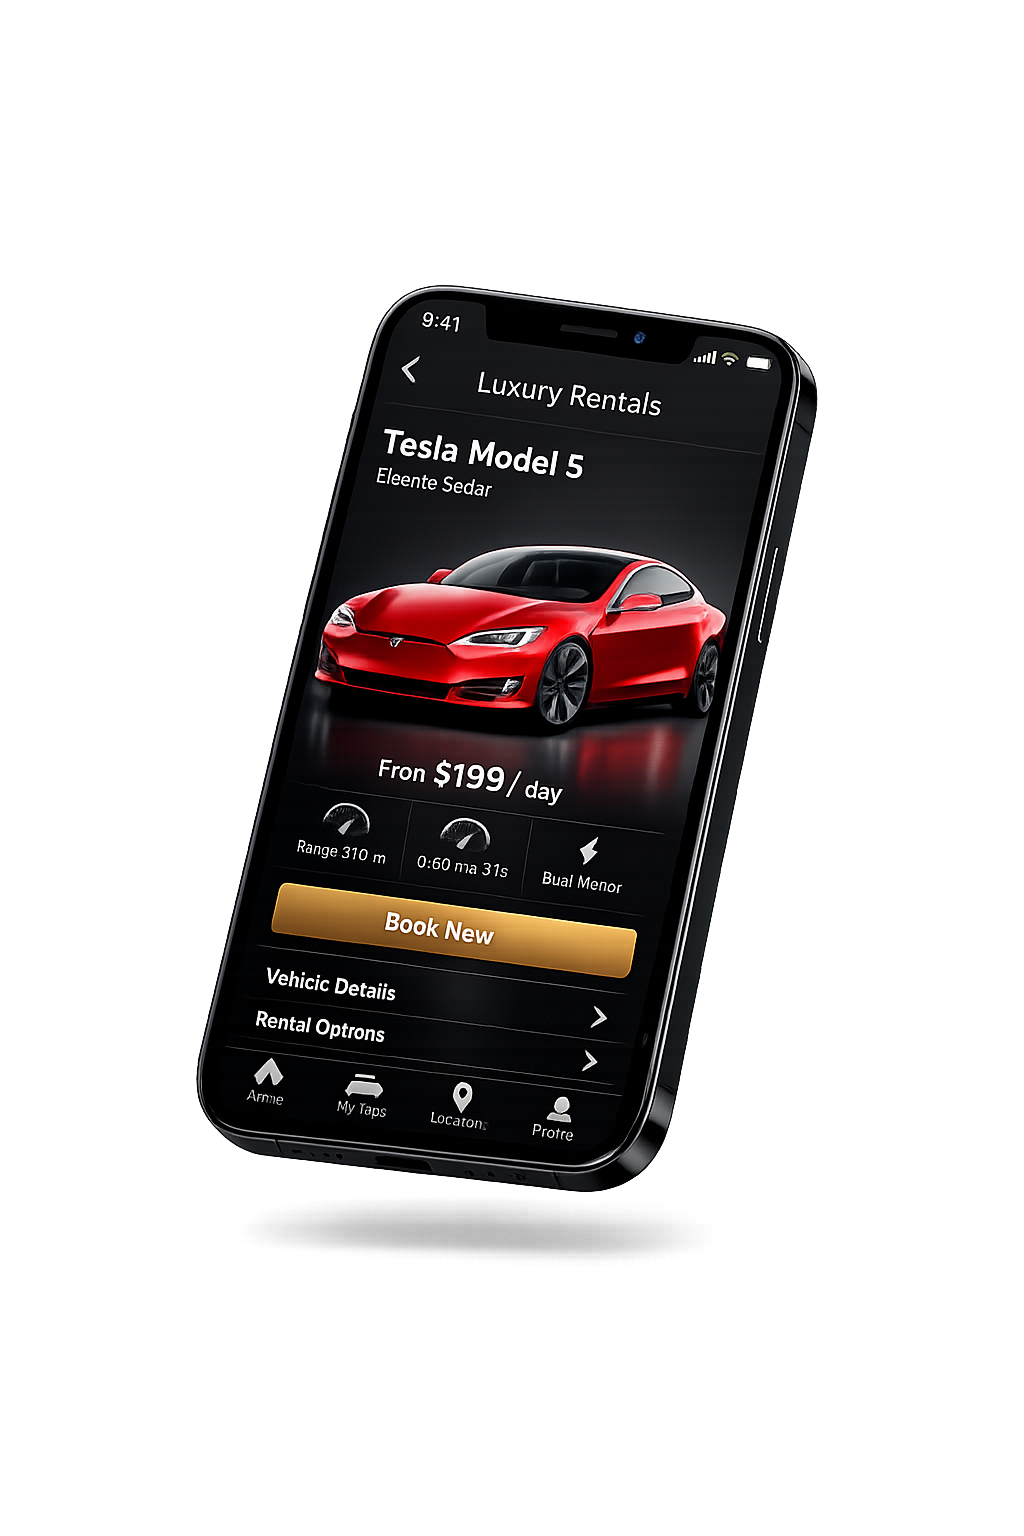 9:41
Luxury Rentals
Tesla Model 5
Eleente Sedar
Fron $199/ day
Range 310 m
0:60 ma 31s
Bual Menor
Book New
Vehicic Detaiis
Rental Optrons
Arme
My Taps
Locatons
Protre